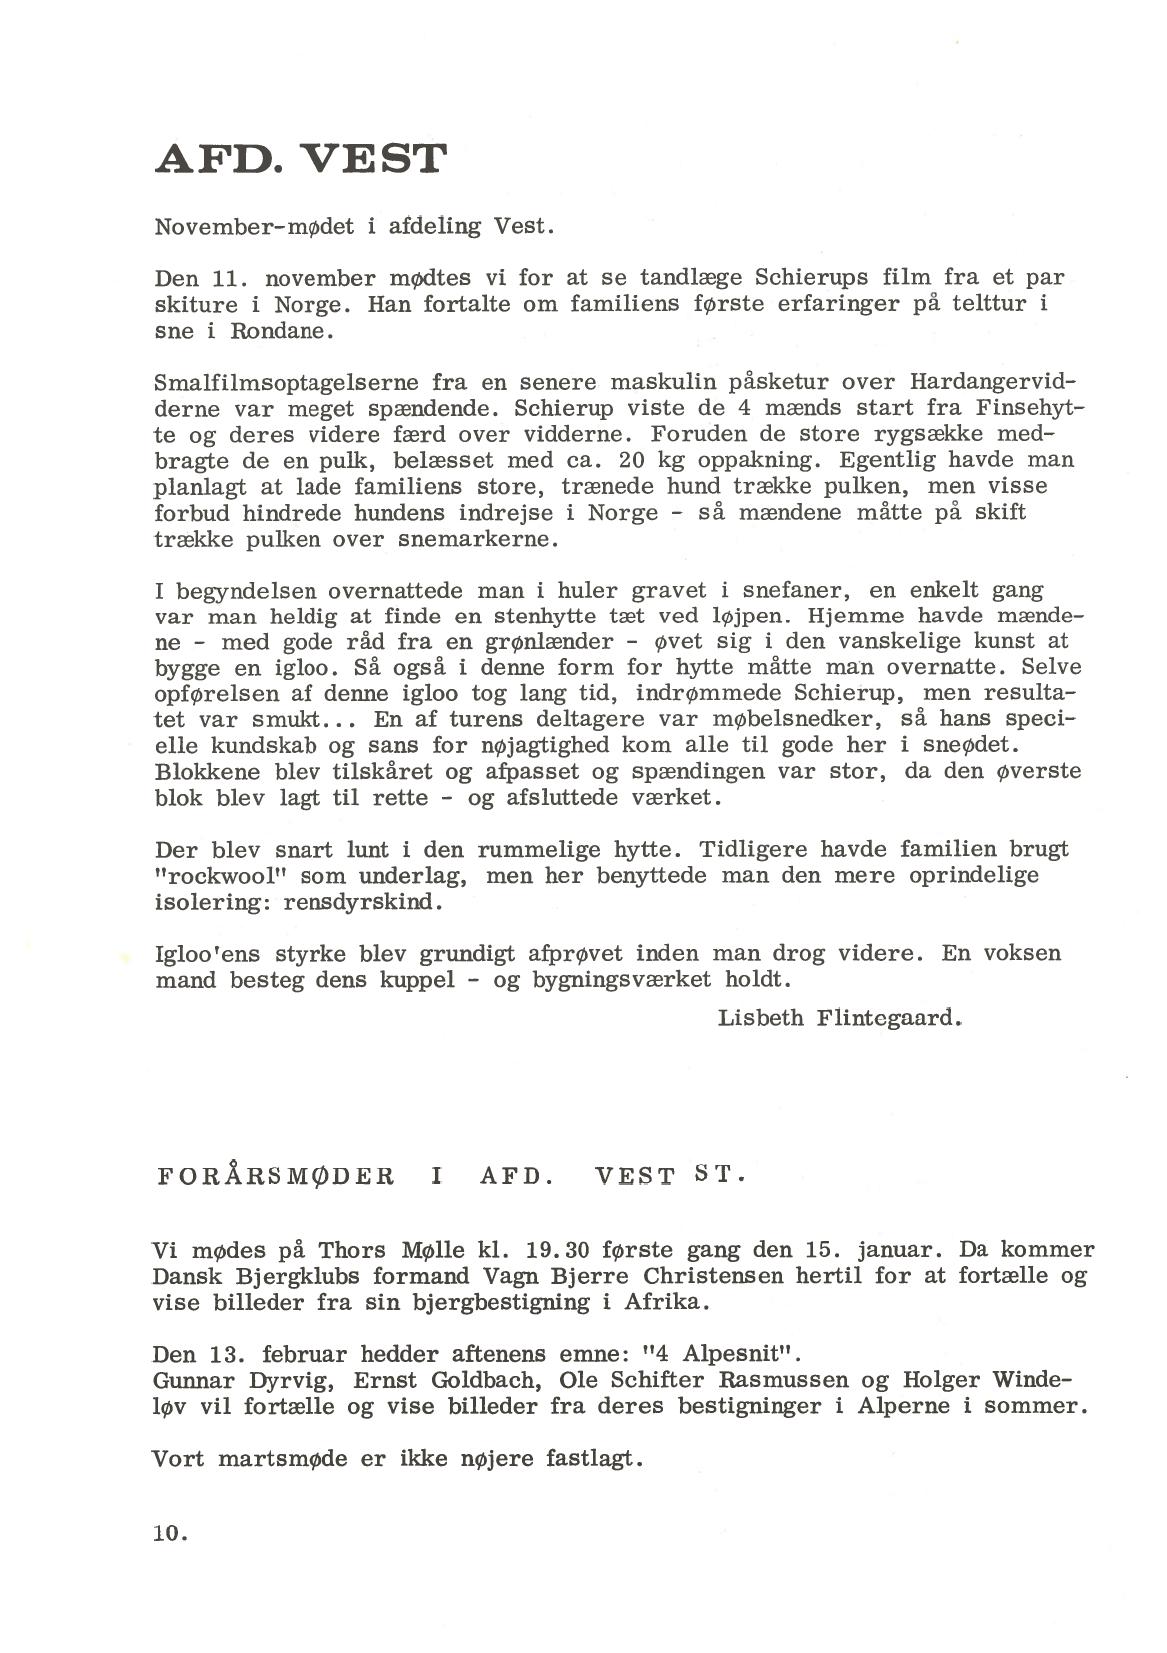 AFD. VEST
November-mødet i afdeling Vest.
Den 11. november mødtes vi for at se tandlæge Schierups film fra et par
skiture i Norge. Han fortalte om familiens første erfaringer på telttur i
sne i Rondane.
Smalfilmsoptagelserne fra en senere maskulin påsketur over Hardangervid-
derne var meget spændende. Schierup viste de 4 mænds start fra Finsehyt-
te og deres videre færd over vidderne. Foruden de store rygsække med-
bragte de en pulk, belæsset med ca. 20 kg oppakning. Egentlig havde man
planlagt at lade familiens store, trænede hund trække pulken, men visse
forbud hindrede hundens indrejse i Norge - så mændene måtte på skift
trække pulken over snemarkerne.
I begyndelsen overnattede man i huler gravet i snefaner, en enkelt gang
var man heldig at finde en stenhytte tæt ved løjpen. Hjemme havde mænde-
ne - med gode råd fra en grønlænder - øvet sig i den vanskelige kunst at
bygge en igloo. Så også i denne form for hytte måtte man overnatte. Selve
opførelsen af denne igloo tog lang tid, indrømmede Schierup, men resulta-
tet var smukt... En af turens deltagere var møbelsnedker, så hans speci-
elle kundskab og sans for nøjagtighed kom alle til gode her i sneødet.
Blokkene blev tilskåret og afpasset og spændingen var stor, da den øverste
blok blev lagt til rette - og afsluttede værket.
Der blev snart lunt i den rummelige hytte. Tidligere havde familien brugt
"rockwool" som underlag, men her benyttede man den mere oprindelige
isolering: rensdyrskind.
Igloo'ens styrke blev grundigt afprøvet inden man drog videre. En voksen
mand besteg dens kuppel - og bygningsværket holdt.
Lisbeth Flintegaard.
FORÅRSMØDER I AFD. VEST ST.
Vi mødes på Thors Mølle kl. 19.30 første gang den 15. januar. Da kommer
Dansk Bjergklubs formand Vagn Bjerre Christensen hertil for at fortælle og
vise billeder fra sin bjergbestigning i Afrika.
Den 13. februar hedder aftenens emne: "4 Alpesnit".
Gunnar Dyrvig, Ernst Goldbach, Ole Schifter Rasmussen og Holger Winde-
løv vil fortælle og vise billeder fra deres bestigninger i Alperne i sommer.
Vort martsmøde er ikke nøjere fastlagt.
10.